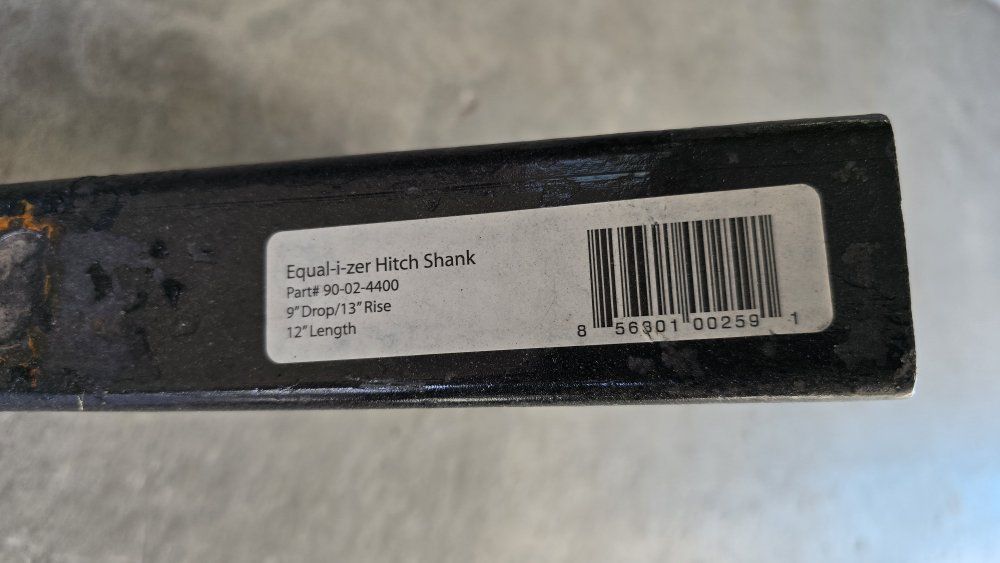 Equal-i-zer Hitch Shank
Part# 90-02-4400
9” Drop/13” Rise
12” Length
8 56301 00259 1